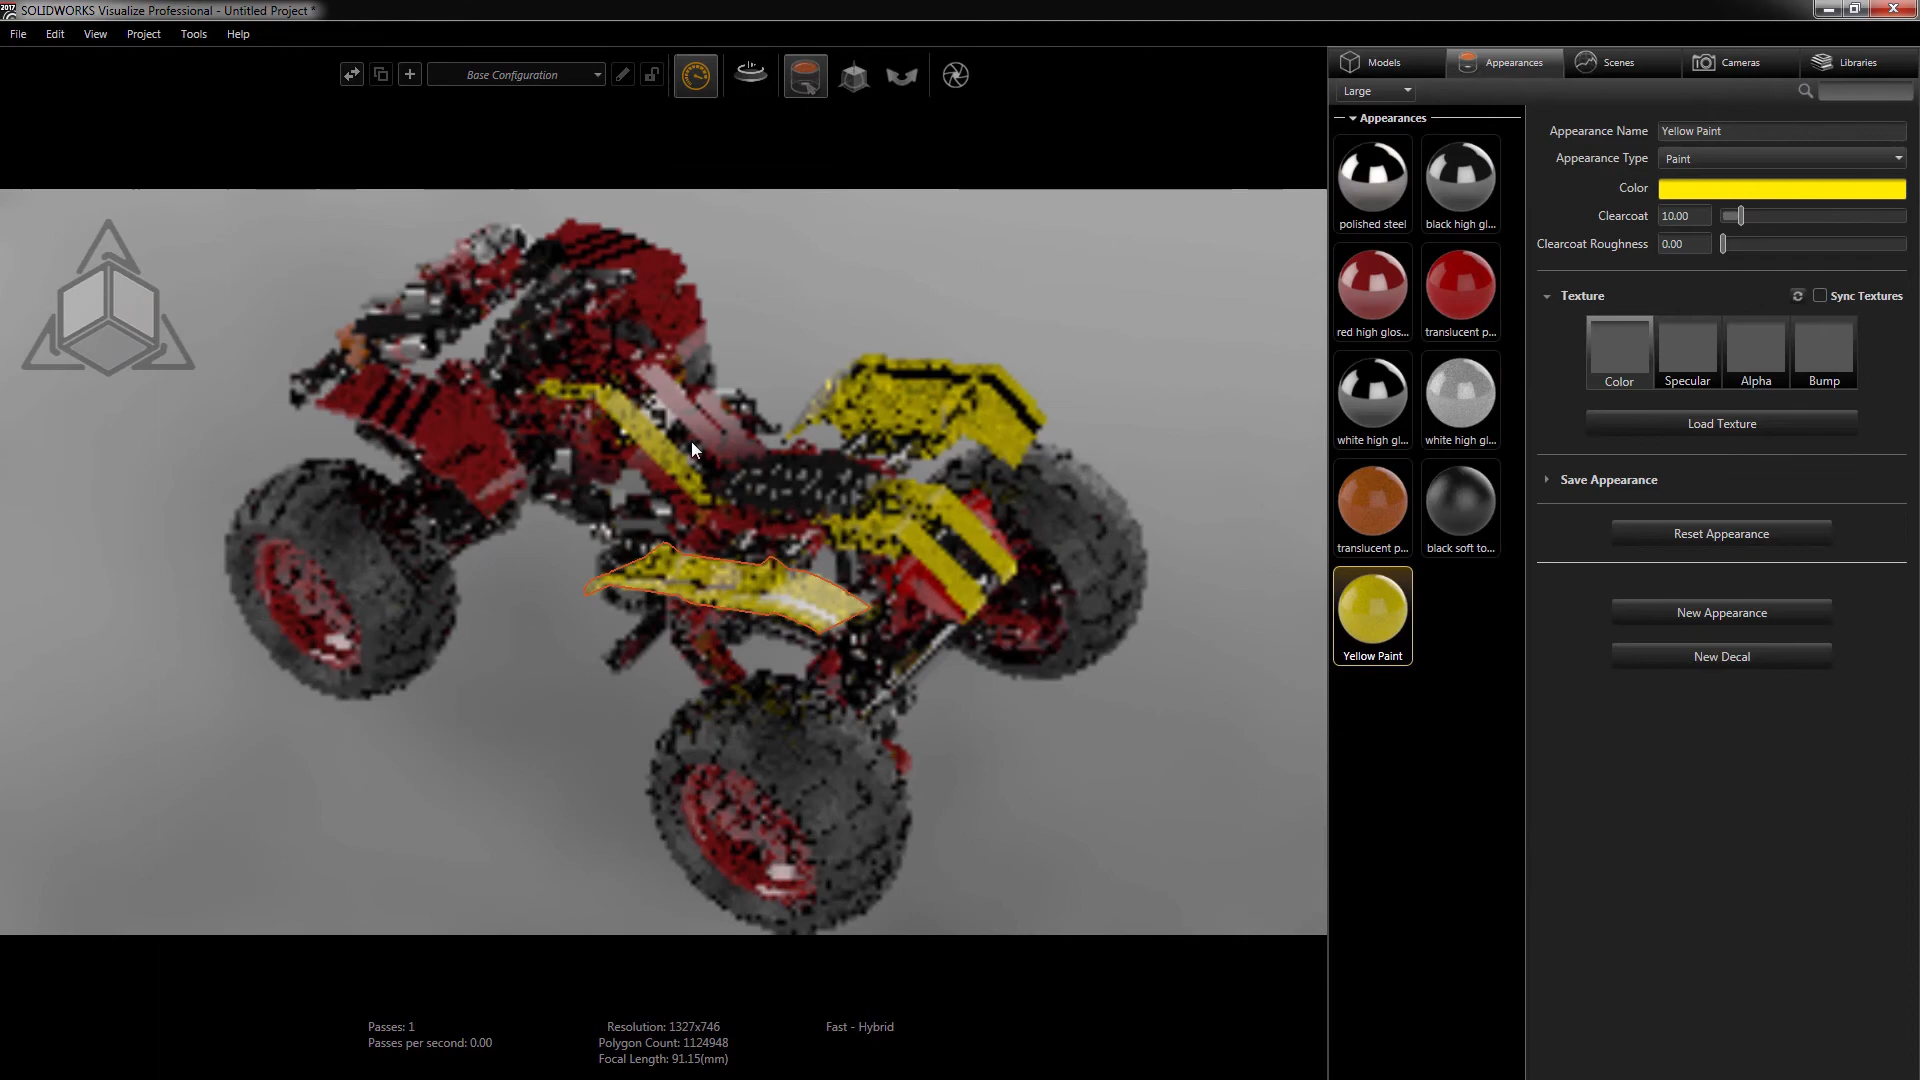 2017
SOLIDWORKS Visualize Professional - Untitled Project *
File Edit View Project Tools Help
Base Configuration
Models Appearances Scenes Cameras Libraries
Large
Appearances
polished steel
black high gl...
red high glos...
translucent p...
white high gl...
white high gl...
translucent p...
black soft to...
Yellow Paint
Appearance Name Yellow Paint
Appearance Type Paint
Color
Clearcoat 10.00
Clearcoat Roughness 0.00
Texture Sync Textures
Color Specular Alpha Bump
Load Texture
Save Appearance
Reset Appearance
New Appearance
New Decal
Passes: 1
Passes per second: 0.00
Resolution: 1327x746
Polygon Count: 1124948
Focal Length: 91.15(mm)
Fast - Hybrid